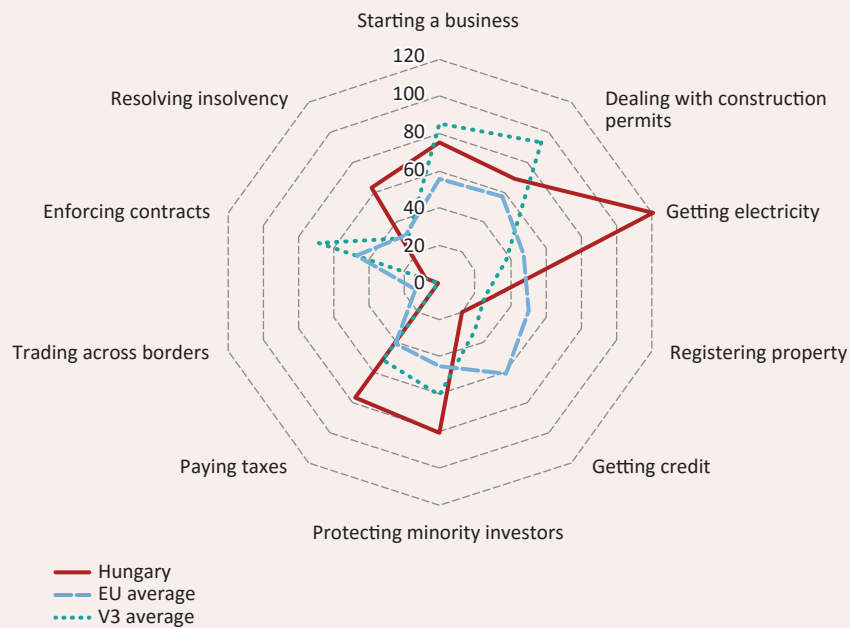 Starting a business
120
100
80
60
40
20
0
Dealing with construction
permits
Getting electricity
Registering property
Getting credit
Protecting minority investors
Paying taxes
Trading across borders
Enforcing contracts
Resolving insolvency
Hungary
EU average
V3 average